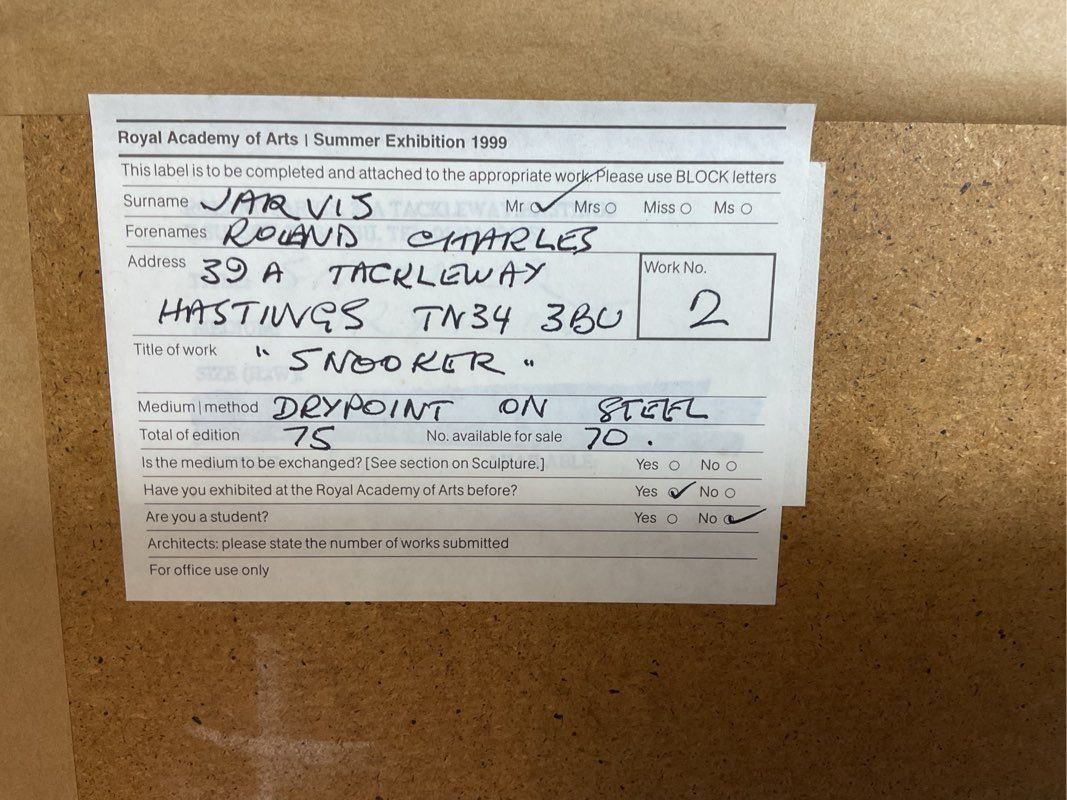 Royal Academy of Arts | Summer Exhibition 1999
This label is to be completed and attached to the appropriate work. Please use BLOCK letters
Surname JARVIS Mr ✓ Mrs ○ Miss ○ Ms ○
Forenames ROLAND CHARLES
Address 39 A TACKLEWAY
HASTINGS TN34 3BU
Work No.
2
Title of work "SNOOKER"
Medium | method DRYPOINT ON STEEL
Total of edition 75 No. available for sale 70.
Is the medium to be exchanged? [See section on Sculpture.] Yes ○ No ○
Have you exhibited at the Royal Academy of Arts before? Yes ✓ No ○
Are you a student? Yes ○ No ✓
Architects: please state the number of works submitted
For office use only